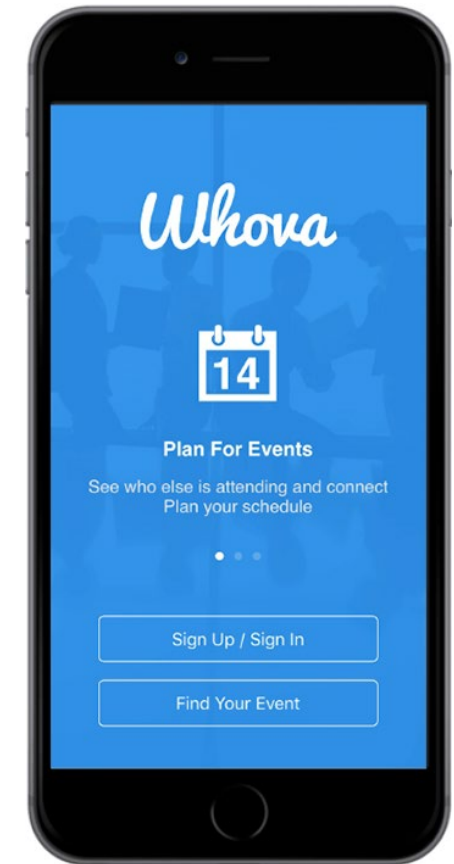 Whova
14
Plan For Events
See who else is attending and connect
Plan your schedule
Sign Up / Sign In
Find Your Event